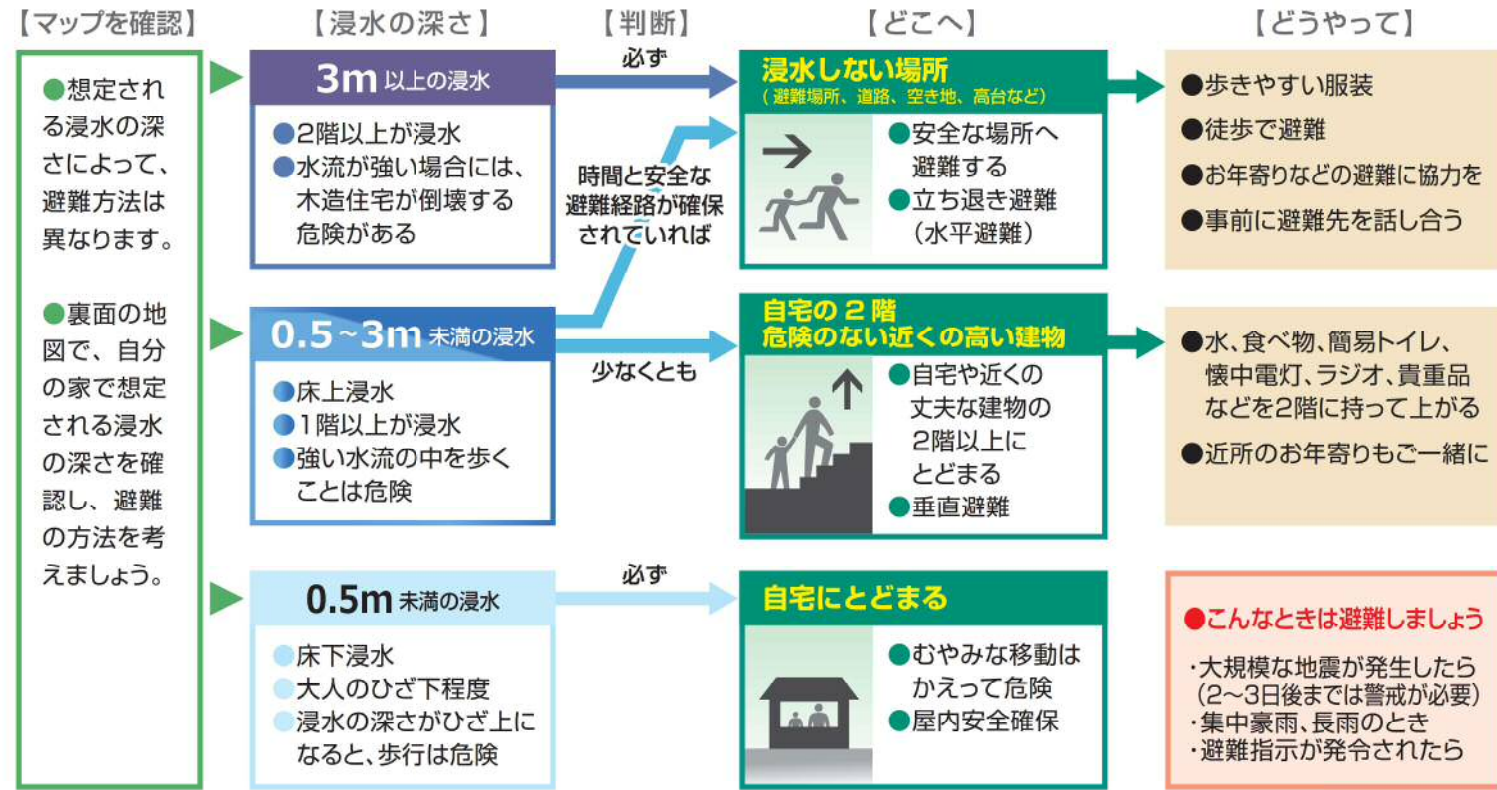 【マップを確認】
【浸水の深さ】
【判断】
【どこへ】
【どうやって】
●想定され
る浸水の深
さによって、
避難方法は
異なります。
●裏面の地
図で、自分
の家で想定
される浸水
の深さを確
認し、避難
の方法を考
えましょう。
3m 以上の浸水
●2階以上が浸水
●水流が強い場合には、
木造住宅が倒壊する
危険がある
必ず
浸水しない場所
(避難場所、道路、空き地、高台など)
●安全な場所へ
避難する
●立ち退き避難
(水平避難)
●歩きやすい服装
●徒歩で避難
●お年寄りなどの避難に協力を
●事前に避難先を話し合う
時間と安全な
避難経路が確保
されていれば
0.5~3m 未満の浸水
●床上浸水
●1階以上が浸水
●強い水流の中を歩く
ことは危険
少なくとも
自宅の2階
危険のない近くの高い建物
●自宅や近くの
丈夫な建物の
2階以上に
とどまる
●垂直避難
●水、食べ物、簡易トイレ、
懐中電灯、ラジオ、貴重品
などを2階に持って上がる
●近所のお年寄りもご一緒に
0.5m 未満の浸水
●床下浸水
●大人のひざ下程度
●浸水の深さがひざ上に
なると、歩行は危険
必ず
自宅にとどまる
●むやみな移動は
かえって危険
●屋内安全確保
●こんなときは避難しましょう
・大規模な地震が発生したら
(2~3日後までは警戒が必要)
・集中豪雨、長雨のとき
・避難指示が発令されたら